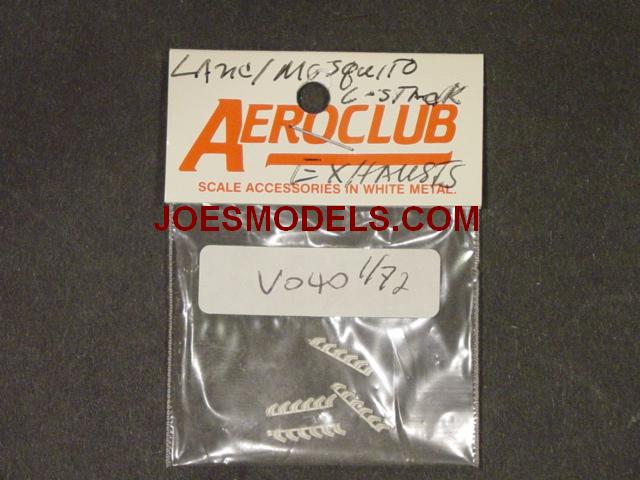 LANC/MOSQUITO
6-STACK
AEROCLUB
EXHAUSTS
SCALE ACCESSORIES IN WHITE METAL.
JOESMODELS.COM
V040 1/72